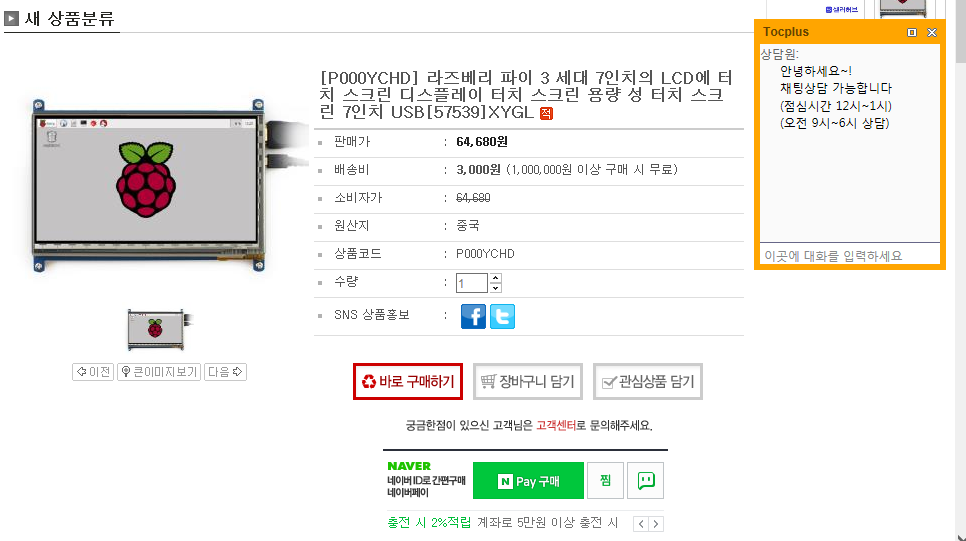 새 상품분류
셀러허브
Tocplus
상담원:
안녕하세요~!
채팅상담 가능합니다
(점심시간 12시~1시)
(오전 9시~6시 상담)
이곳에 대화를 입력하세요
[P000YCHD] 라즈베리 파이 3 세대 7인치의 LCD에 터
치 스크린 디스플레이 터치 스크린 용량 성 터치 스크
린 7인치 USB[57539]XYGL 적
판매가 : 64,680원
배송비 : 3,000원 (1,000,000원 이상 구매 시 무료)
소비자가 : 64,680
원산지 : 중국
상품코드 : P000YCHD
수량 : 1
SNS 상품홍보 :
이전 큰이미지보기 다음
바로 구매하기 장바구니 담기 관심상품 담기
궁금한점이 있으신 고객님은 고객센터로 문의해주세요.
NAVER
네이버 ID로 간편구매
네이버페이
N Pay 구매 찜
충전 시 2%적립 계좌로 5만원 이상 충전 시